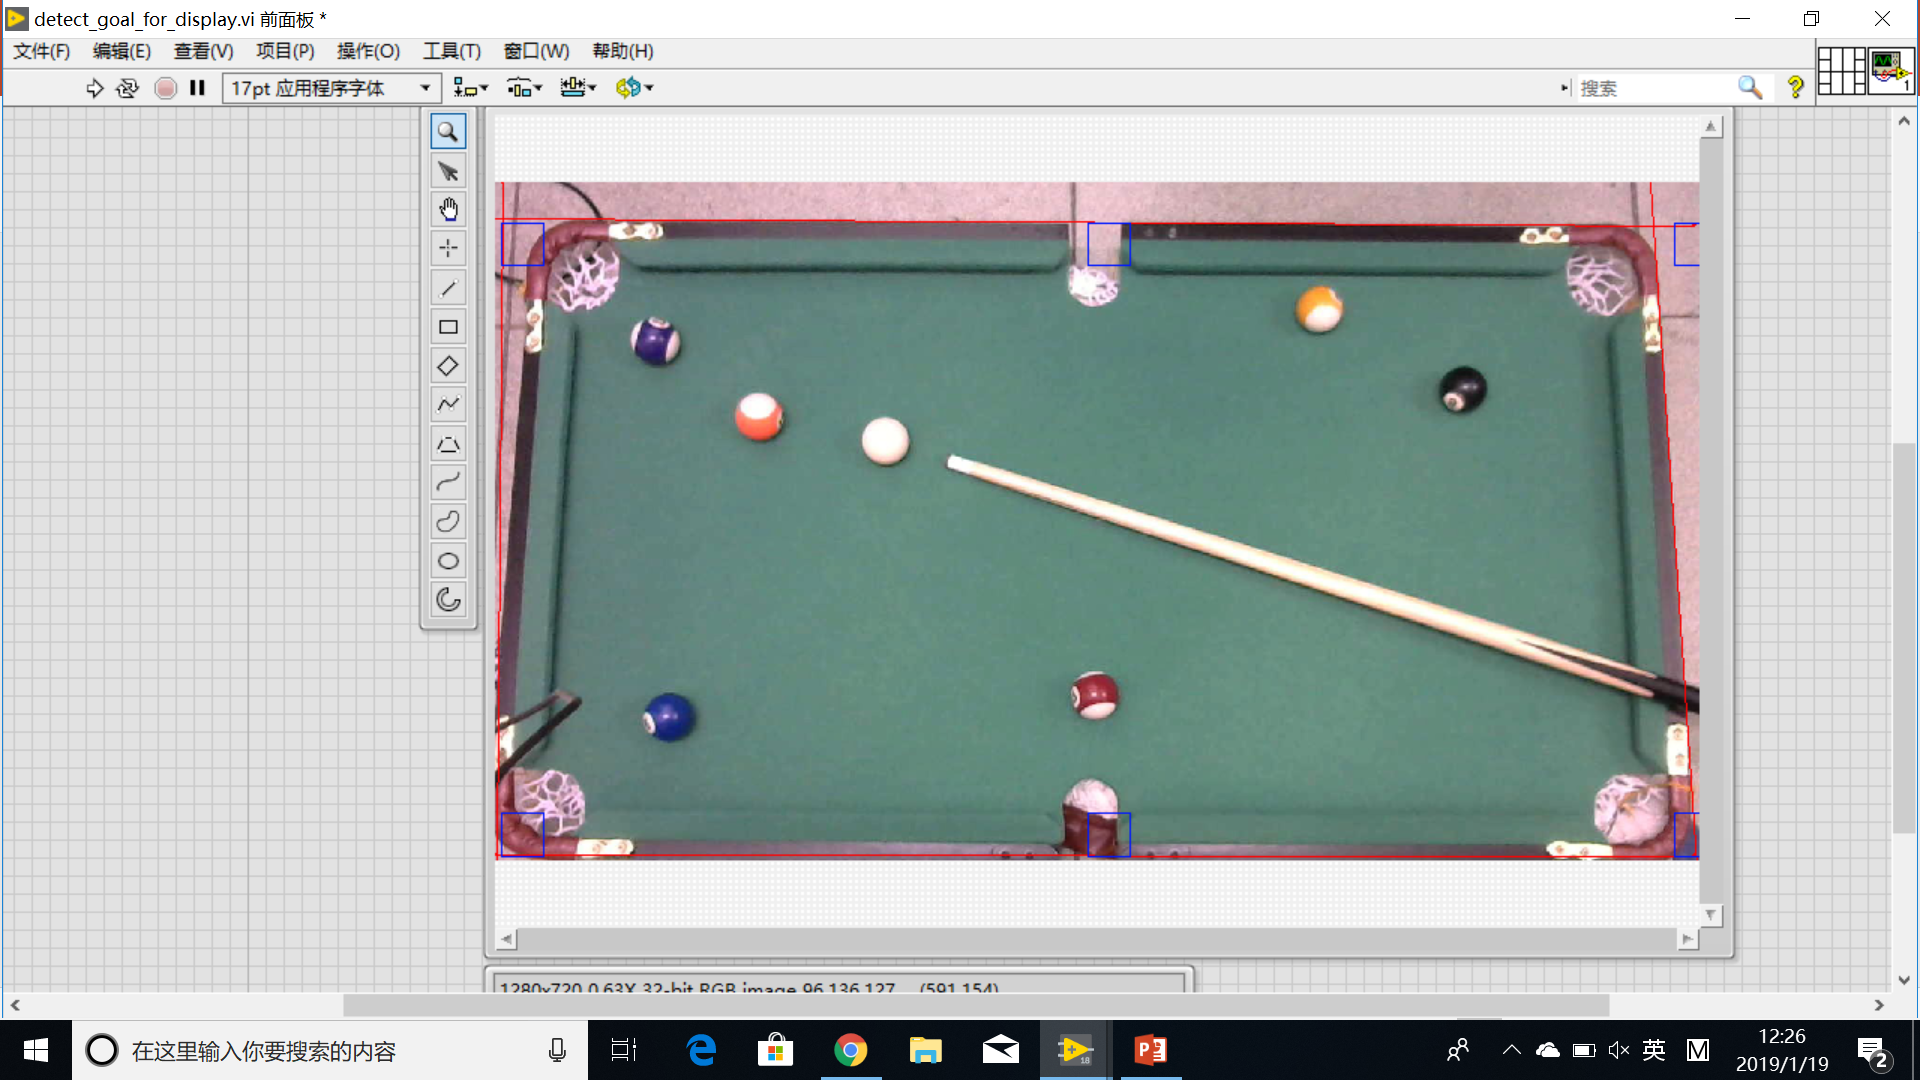 detect_goal_for_display.vi 前面板 *
文件(F) 编辑(E) 查看(V) 项目(P) 操作(O) 工具(T) 窗口(W) 帮助(H)
17pt 应用程序字体
搜索
1
1280x720 0.63X 32-bit RGB image 96,136,127 (591,154)
在这里输入你要搜索的内容
18
英
M
12:26
2019/1/19
2